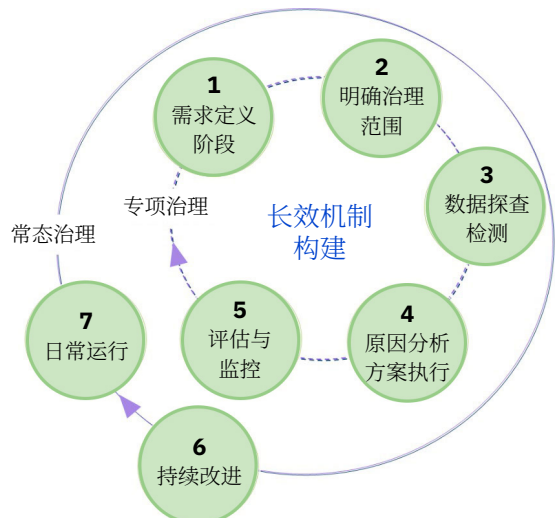 1
需求定义
阶段
2
明确治理
范围
3
数据探查
检测
4
原因分析
方案执行
5
评估与
监控
6
持续改进
7
日常运行
专项治理
常态治理
长效机制
构建